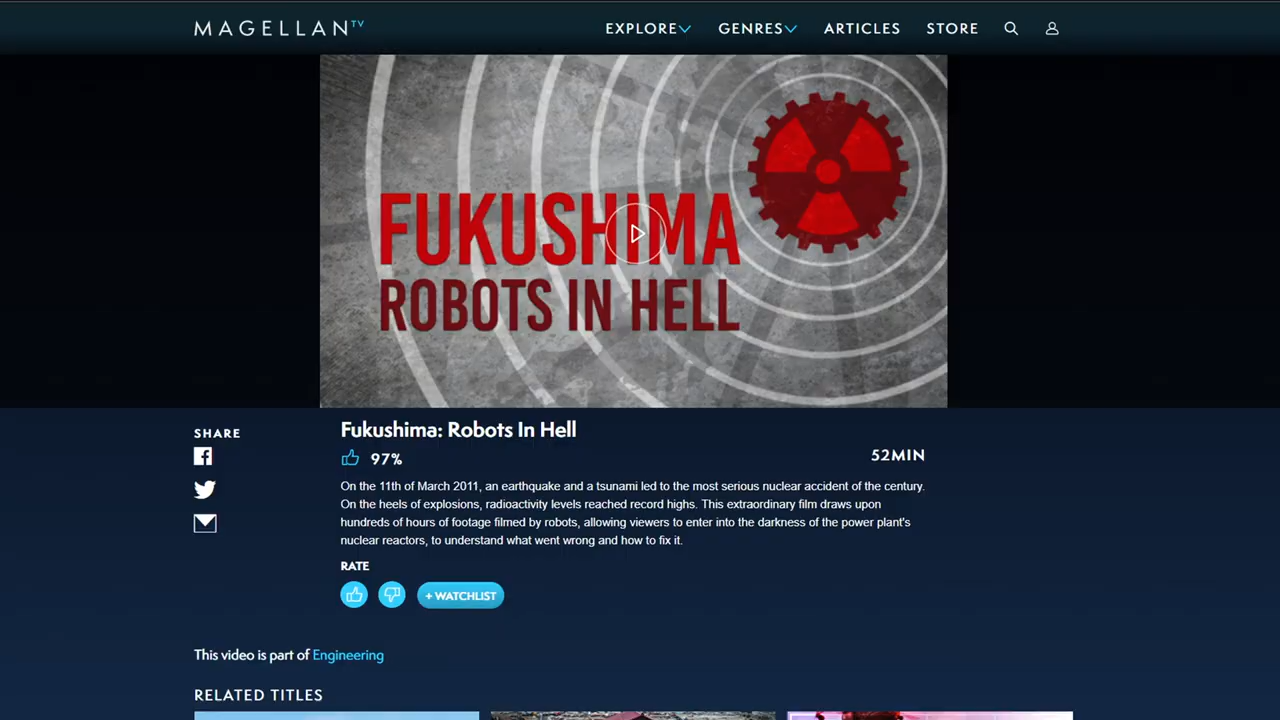 MAGELLANTV
EXPLORE
GENRES
ARTICLES
STORE
FUKUSHIMA
ROBOTS IN HELL
SHARE
Fukushima: Robots In Hell
97%
52MIN
On the 11th of March 2011, an earthquake and a tsunami led to the most serious nuclear accident of the century.
On the heels of explosions, radioactivity levels reached record highs. This extraordinary film draws upon
hundreds of hours of footage filmed by robots, allowing viewers to enter into the darkness of the power plant's
nuclear reactors, to understand what went wrong and how to fix it.
RATE
+ WATCHLIST
This video is part of Engineering
RELATED TITLES